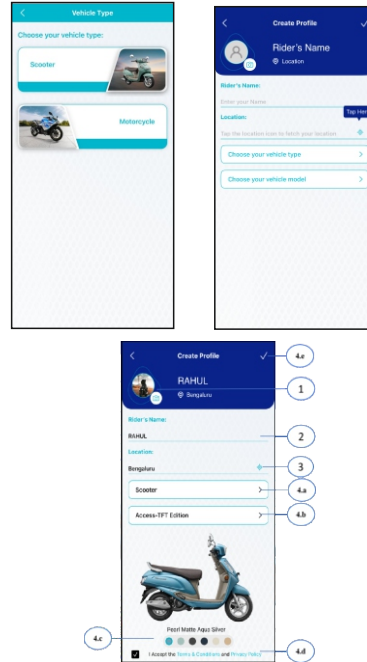 Vehicle Type
Choose your vehicle type:
Scooter
Motorcycle
Create Profile
Rider's Name
Location
Rider's Name:
Enter your Name
Location:
Tap Here
Tap the location icon to fetch your location
Choose your vehicle type
Choose your vehicle model
Create Profile
4.e
RAHUL
1
Bengaluru
Rider's Name:
RAHUL
2
Location:
Bengaluru
3
Scooter
4.a
Access-TFT Edition
4.b
Pearl Matte Aqua Silver
4.c
I Accept the Terms & Conditions and Privacy Policy
4.d